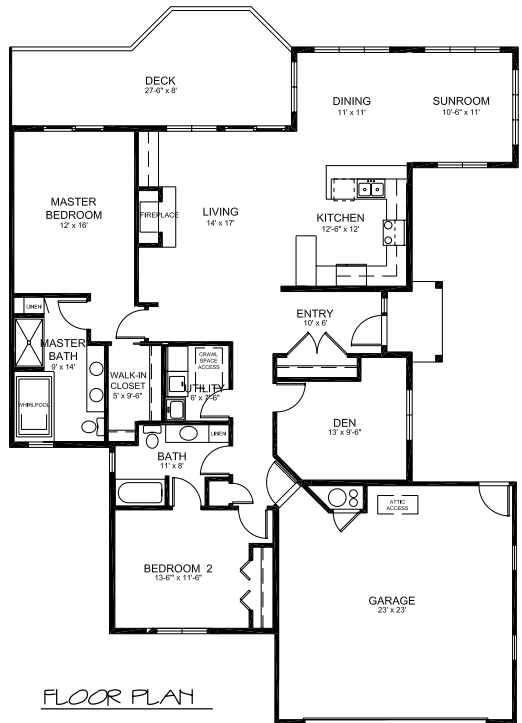 DECK
27'-6" x 8'
DINING
11' x 11'
SUNROOM
10'-6" x 11'
MASTER
BEDROOM
12' x 16'
FIREPLACE
LIVING
14' x 17'
KITCHEN
12'-6" x 12'
LINEN
ENTRY
10' x 6'
MASTER
BATH
9' x 14'
CRAWL
SPACE
ACCESS
WALK-IN
CLOSET
5' x 9'-6"
UTILITY
6' x 7'-6"
WHIRLPOOL
DEN
13' x 9'-6"
LINEN
BATH
11' x 8'
ATTIC
ACCESS
BEDROOM 2
13-6'" x 11'-6"
GARAGE
23' x 23'
FLOOR PLAN